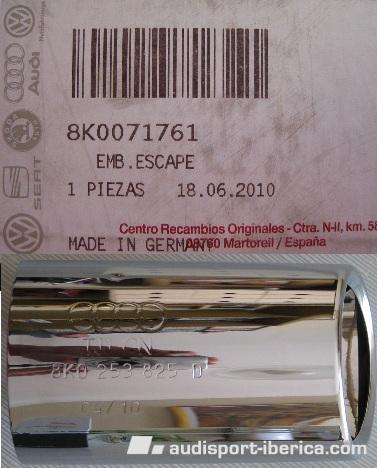 Audi
SEAT
8K0071761
EMB.ESCAPE
1 PIEZAS 18.06.2010
Centro Recambios Originales - Ctra. N-II, km. 58
MADE IN GERMANY
08760 Martorell / España
8K0 253 825 D
audisport-iberica.com